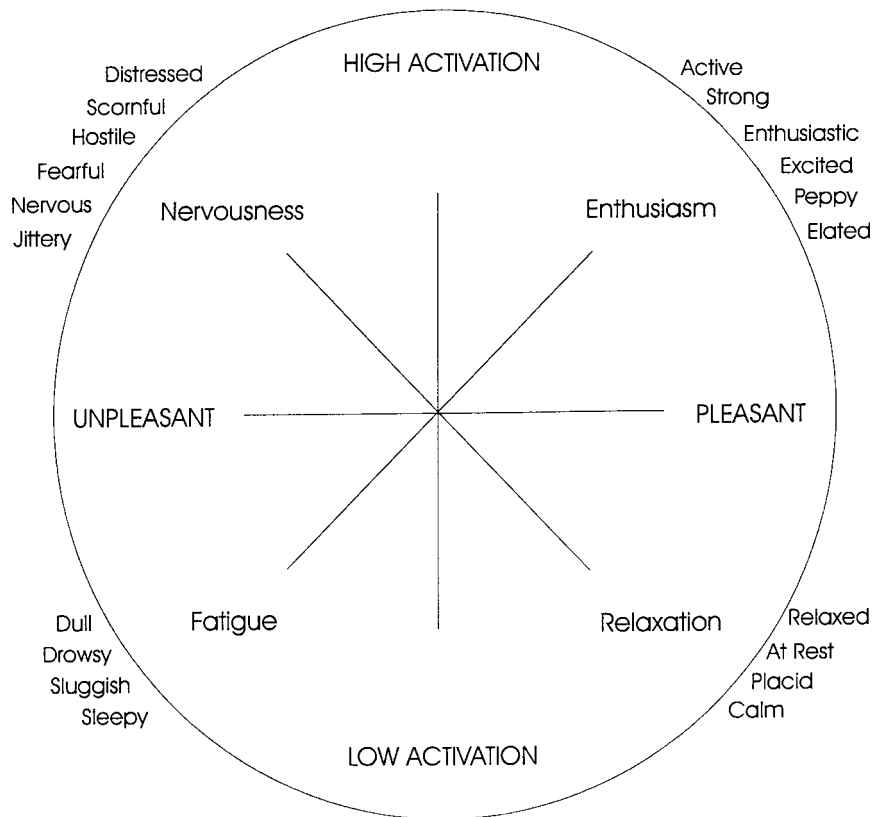 HIGH ACTIVATION
Distressed
Scornful
Hostile
Fearful
Nervous
Jittery
Active
Strong
Enthusiastic
Excited
Peppy
Elated
Nervousness
Enthusiasm
UNPLEASANT
PLEASANT
Fatigue
Relaxation
Dull
Drowsy
Sluggish
Sleepy
Relaxed
At Rest
Placid
Calm
LOW ACTIVATION